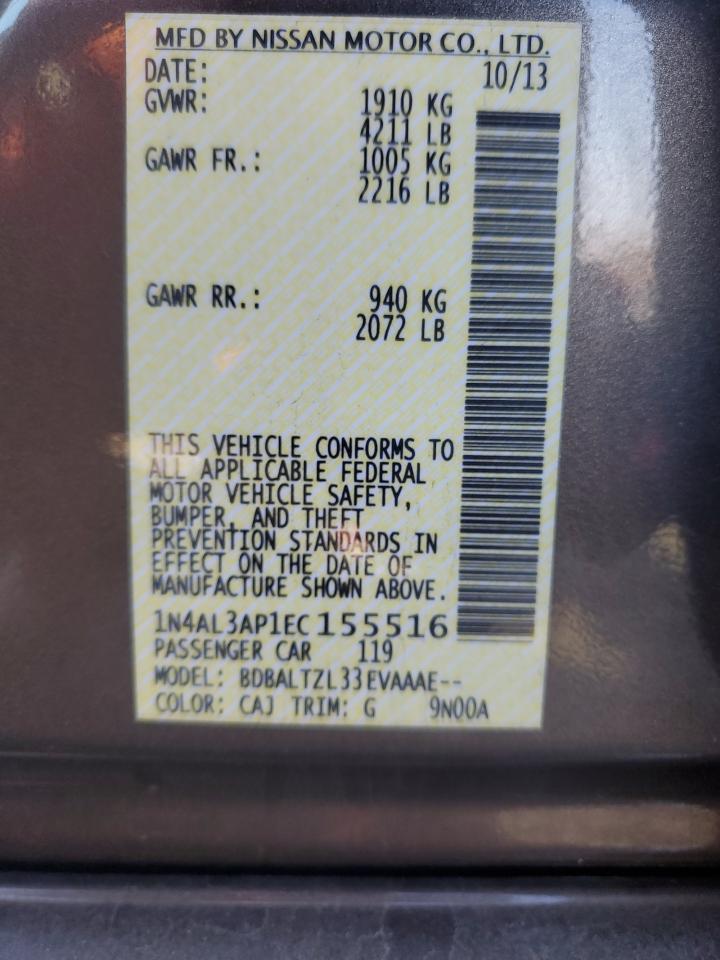 MFD BY NISSAN MOTOR CO., LTD.
DATE: 10/13
GVWR: 1910 KG
4211 LB
GAWR FR.: 1005 KG
2216 LB
GAWR RR.: 940 KG
2072 LB
THIS VEHICLE CONFORMS TO
ALL APPLICABLE FEDERAL
MOTOR VEHICLE SAFETY,
BUMPER, AND THEFT
PREVENTION STANDARDS IN
EFFECT ON THE DATE OF
MANUFACTURE SHOWN ABOVE.
1N4AL3AP1EC155516
PASSENGER CAR 119
MODEL: BDBALTZL33EVAAAE--
COLOR: CAJ TRIM: G 9N00A